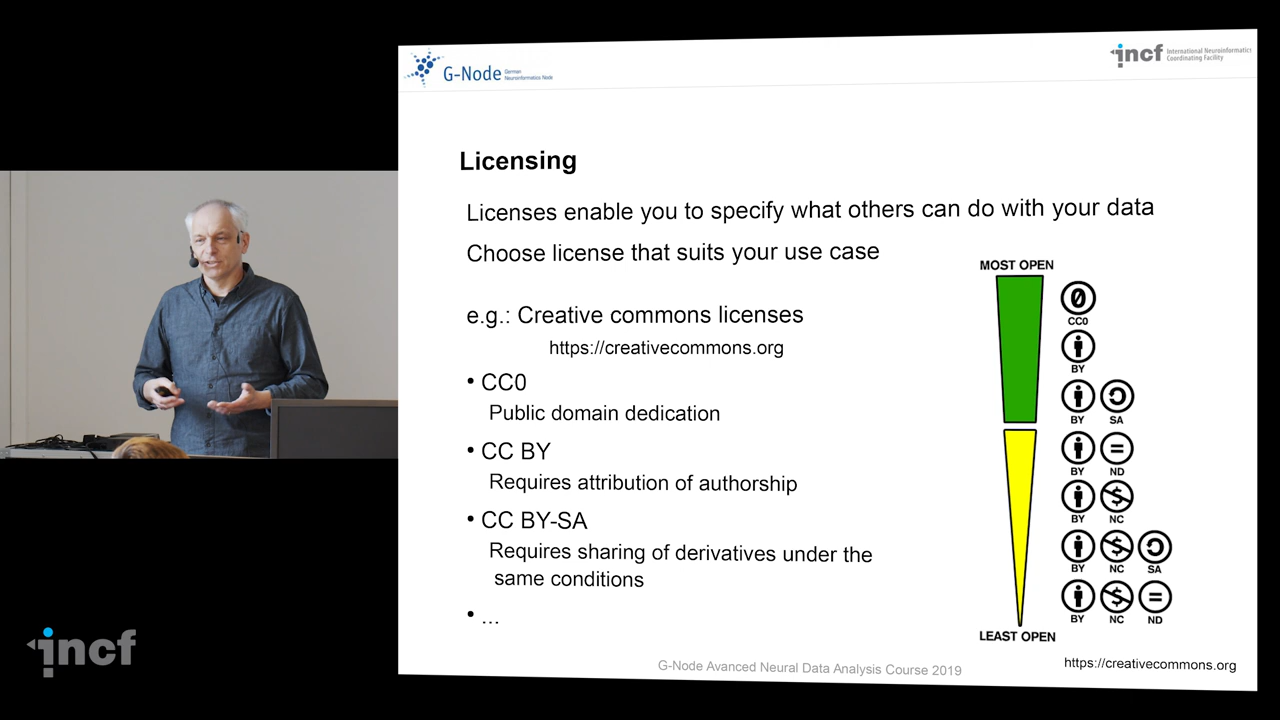 G-Node German
Neuroinformatics Node
incf International Neuroinformatics
Coordinating Facility
Licensing
Licenses enable you to specify what others can do with your data
Choose license that suits your use case
e.g.: Creative commons licenses
https://creativecommons.org
• CC0
Public domain dedication
• CC BY
Requires attribution of authorship
• CC BY-SA
Requires sharing of derivatives under the
same conditions
• ...
MOST OPEN
CC0
BY
BY SA
BY ND
BY NC
BY NC SA
BY NC ND
LEAST OPEN
https://creativecommons.org
G-Node Avanced Neural Data Analysis Course 2019
incf